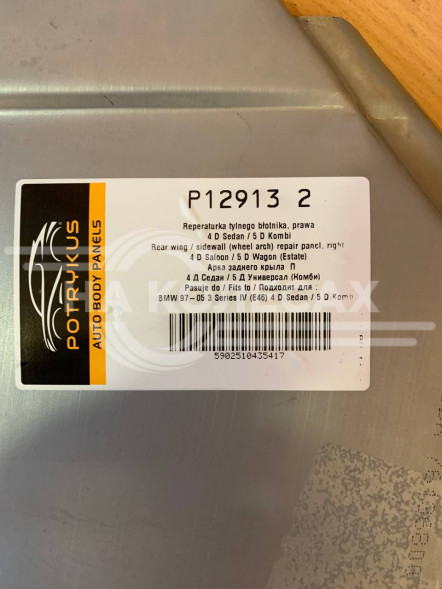 POTRYKUS
AUTO BODY PANELS
P12913 2
Reperaturka tylnego błotnika, prawa
4 D Sedan / 5 D Kombi
Rear wing / sidewall (wheel arch) repair panel, right
4 D Saloon / 5 D Wagon (Estate)
Арка заднего крыла П
4 Д Седан / 5 Д Универсал (Комби)
Pasuje do / Fits to / Подходит для :
BMW 97-05 3 Series IV (E46) 4 D Sedan / 5 D Kombi
5902510435417